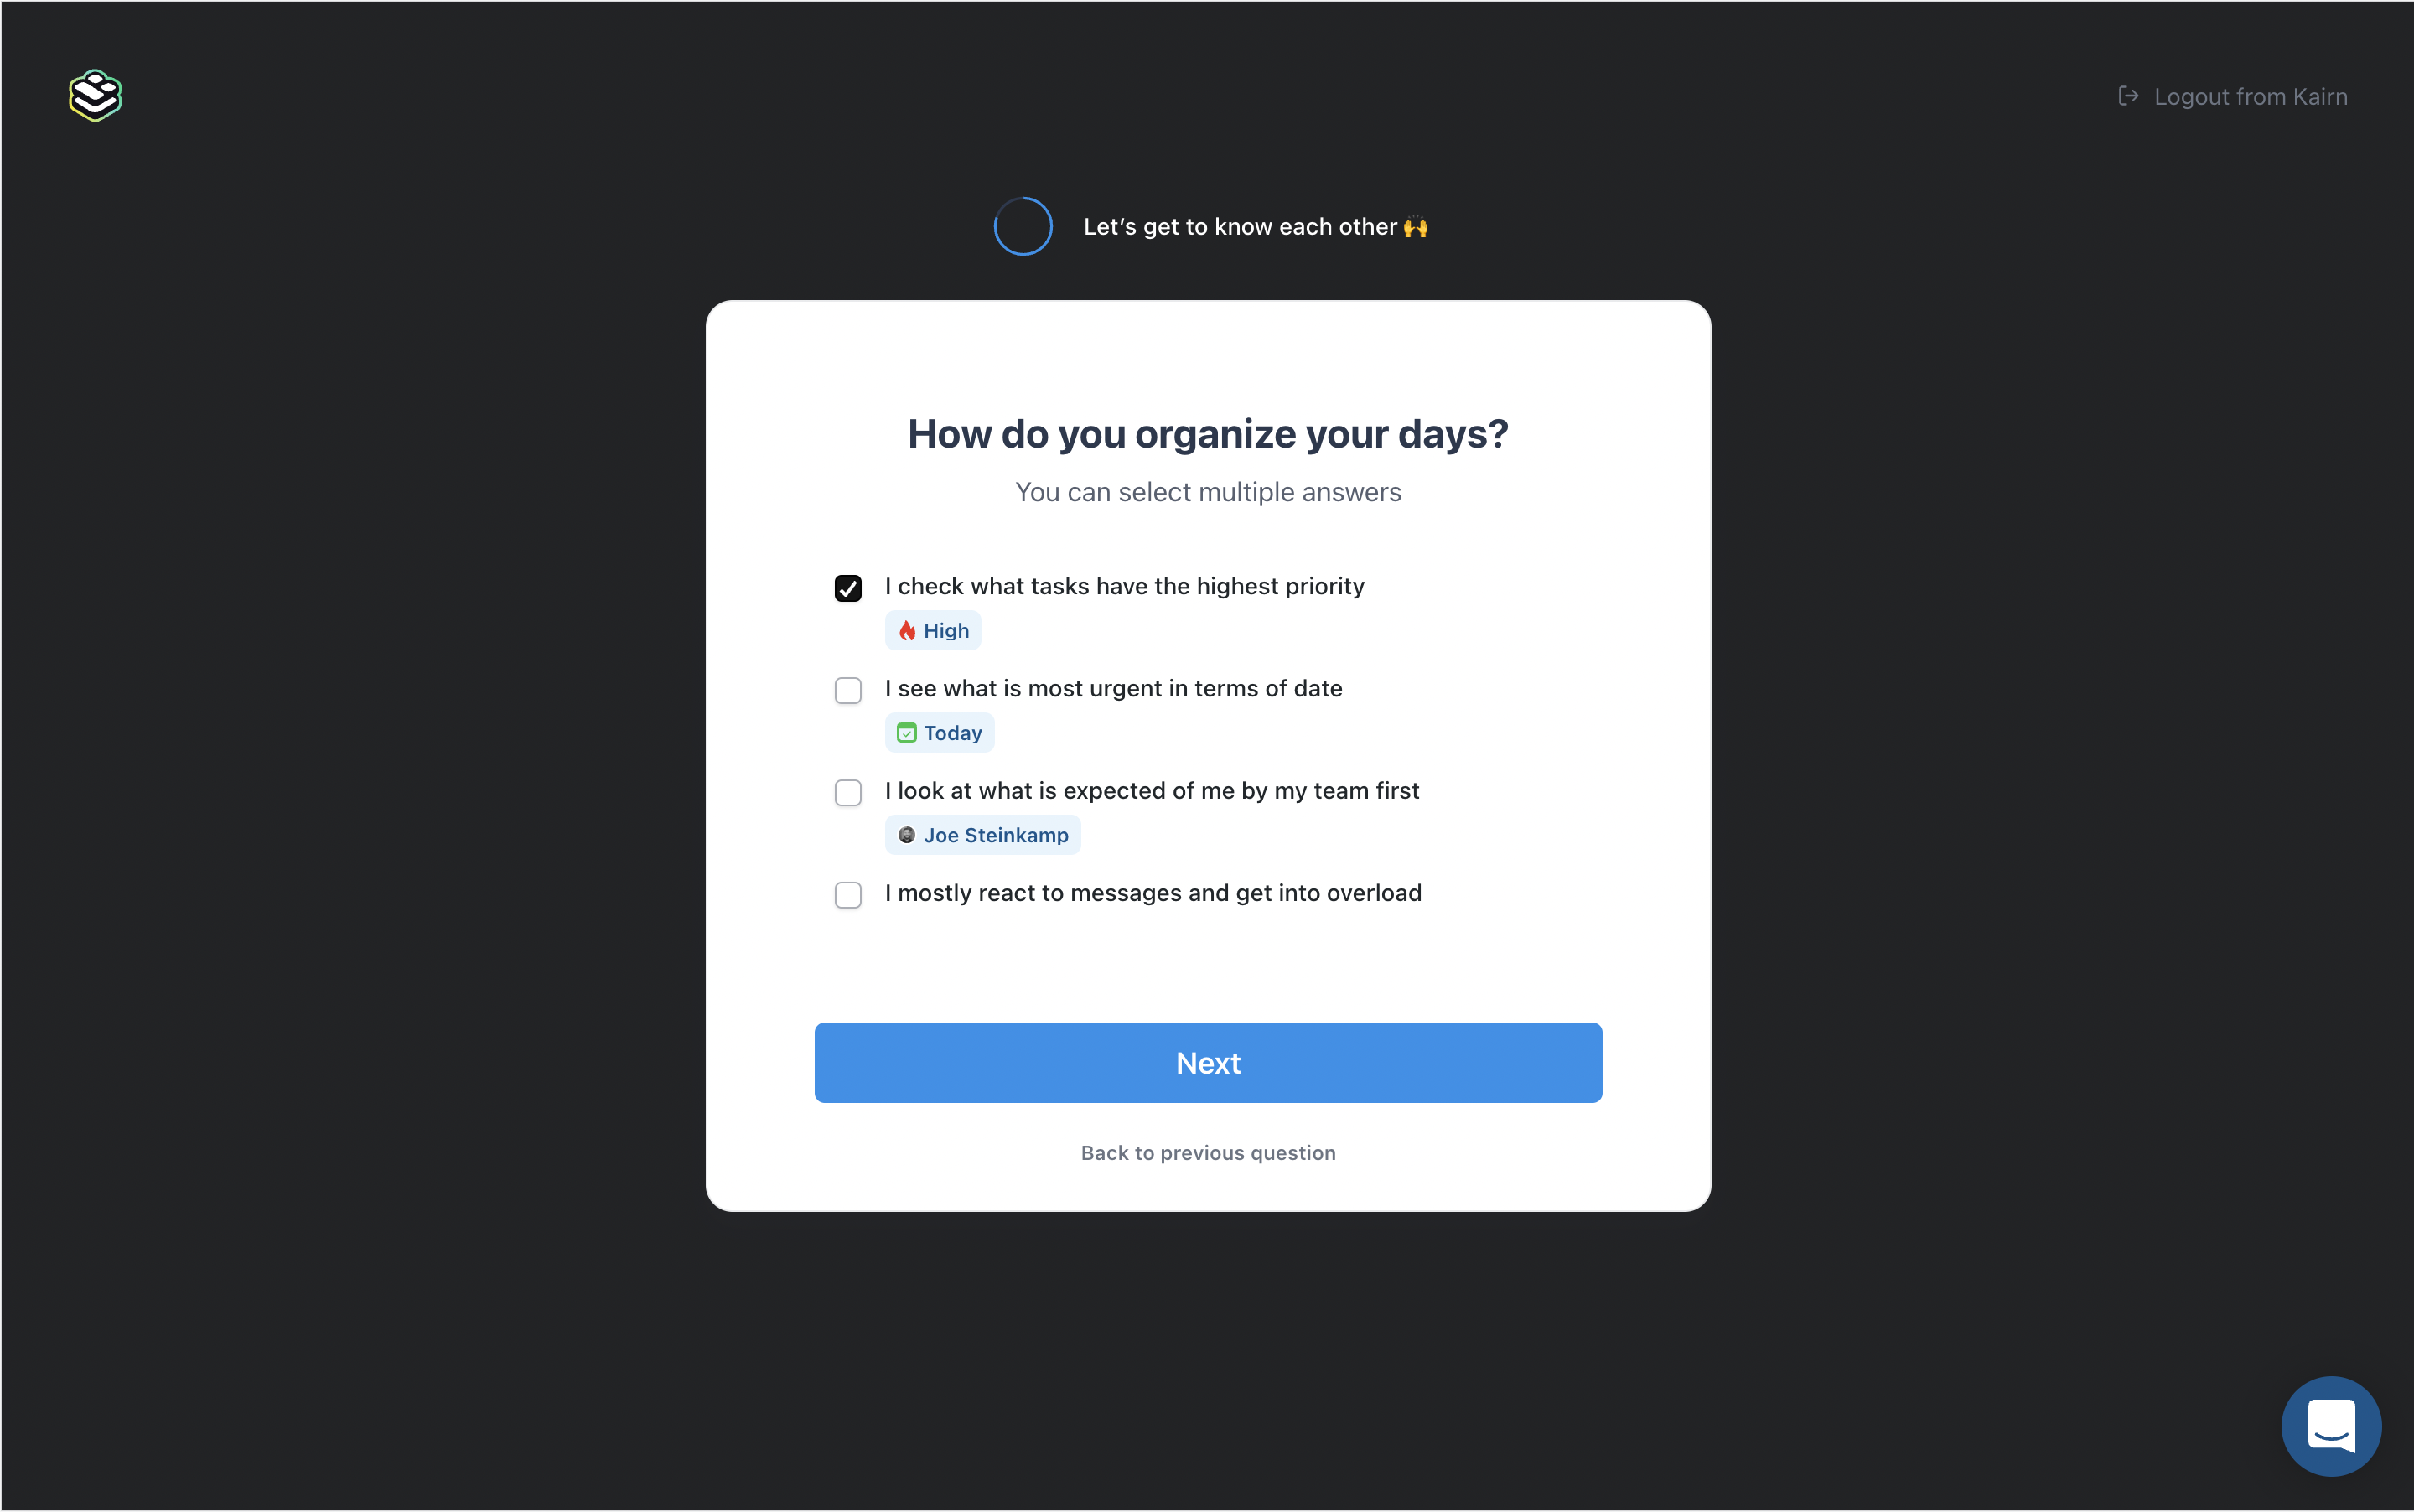 Logout from Kairn
Let’s get to know each other 🙌
How do you organize your days?
You can select multiple answers
I check what tasks have the highest priority
High
I see what is most urgent in terms of date
Today
I look at what is expected of me by my team first
Joe Steinkamp
I mostly react to messages and get into overload
Next
Back to previous question